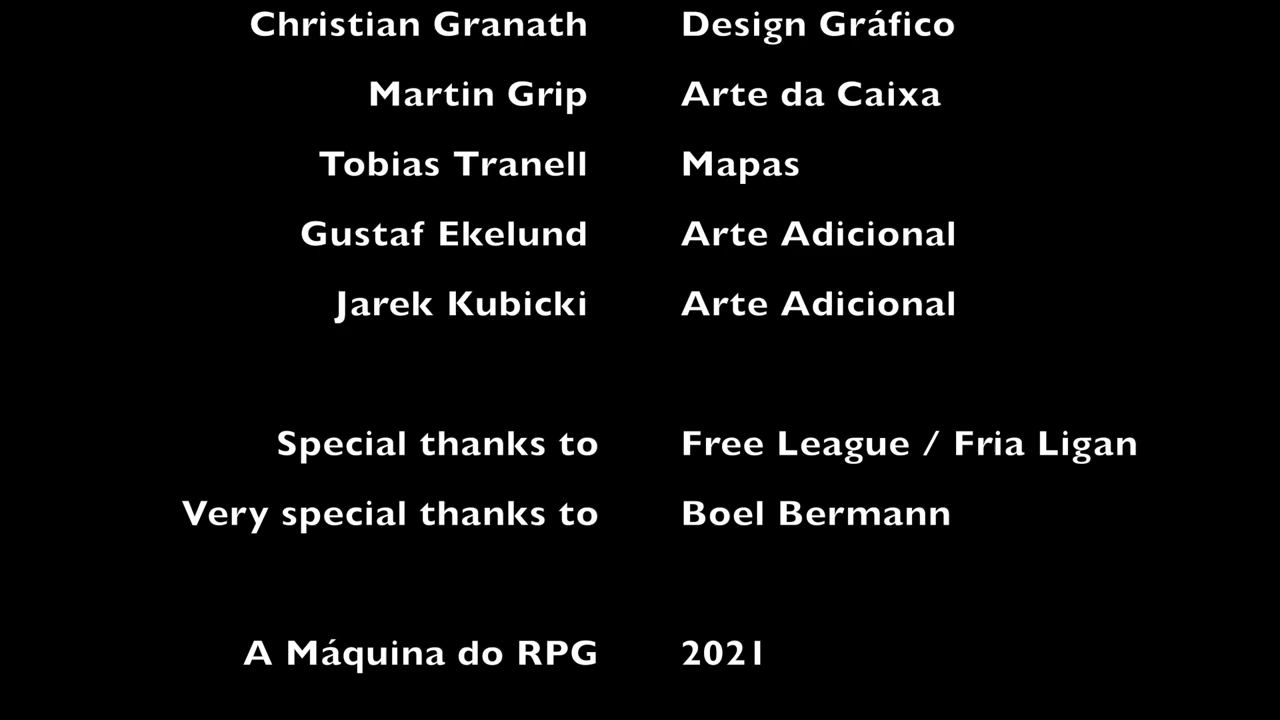 Christian Granath Design Gráfico
Martin Grip Arte da Caixa
Tobias Tranell Mapas
Gustaf Ekelund Arte Adicional
Jarek Kubicki Arte Adicional
Special thanks to Free League / Fria Ligan
Very special thanks to Boel Bermann
A Máquina do RPG 2021